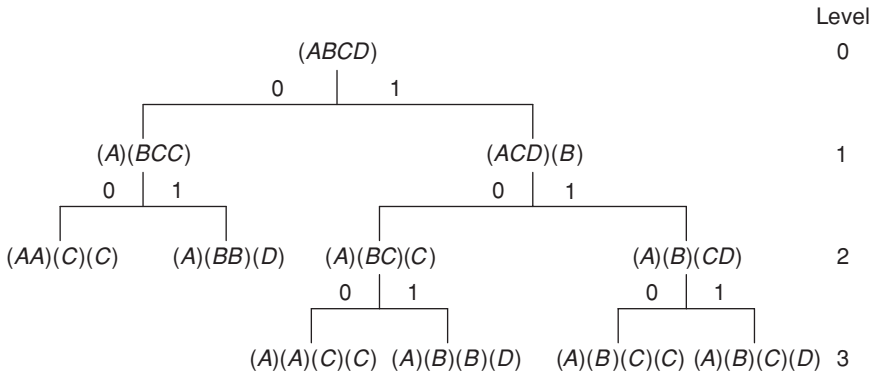 Level
(ABCD) 0
0 1
(A)(BCC) (ACD)(B) 1
0 1 0 1
(AA)(C)(C) (A)(BB)(D) (A)(BC)(C) (A)(B)(CD) 2
0 1 0 1
(A)(A)(C)(C) (A)(B)(B)(D) (A)(B)(C)(C) (A)(B)(C)(D) 3